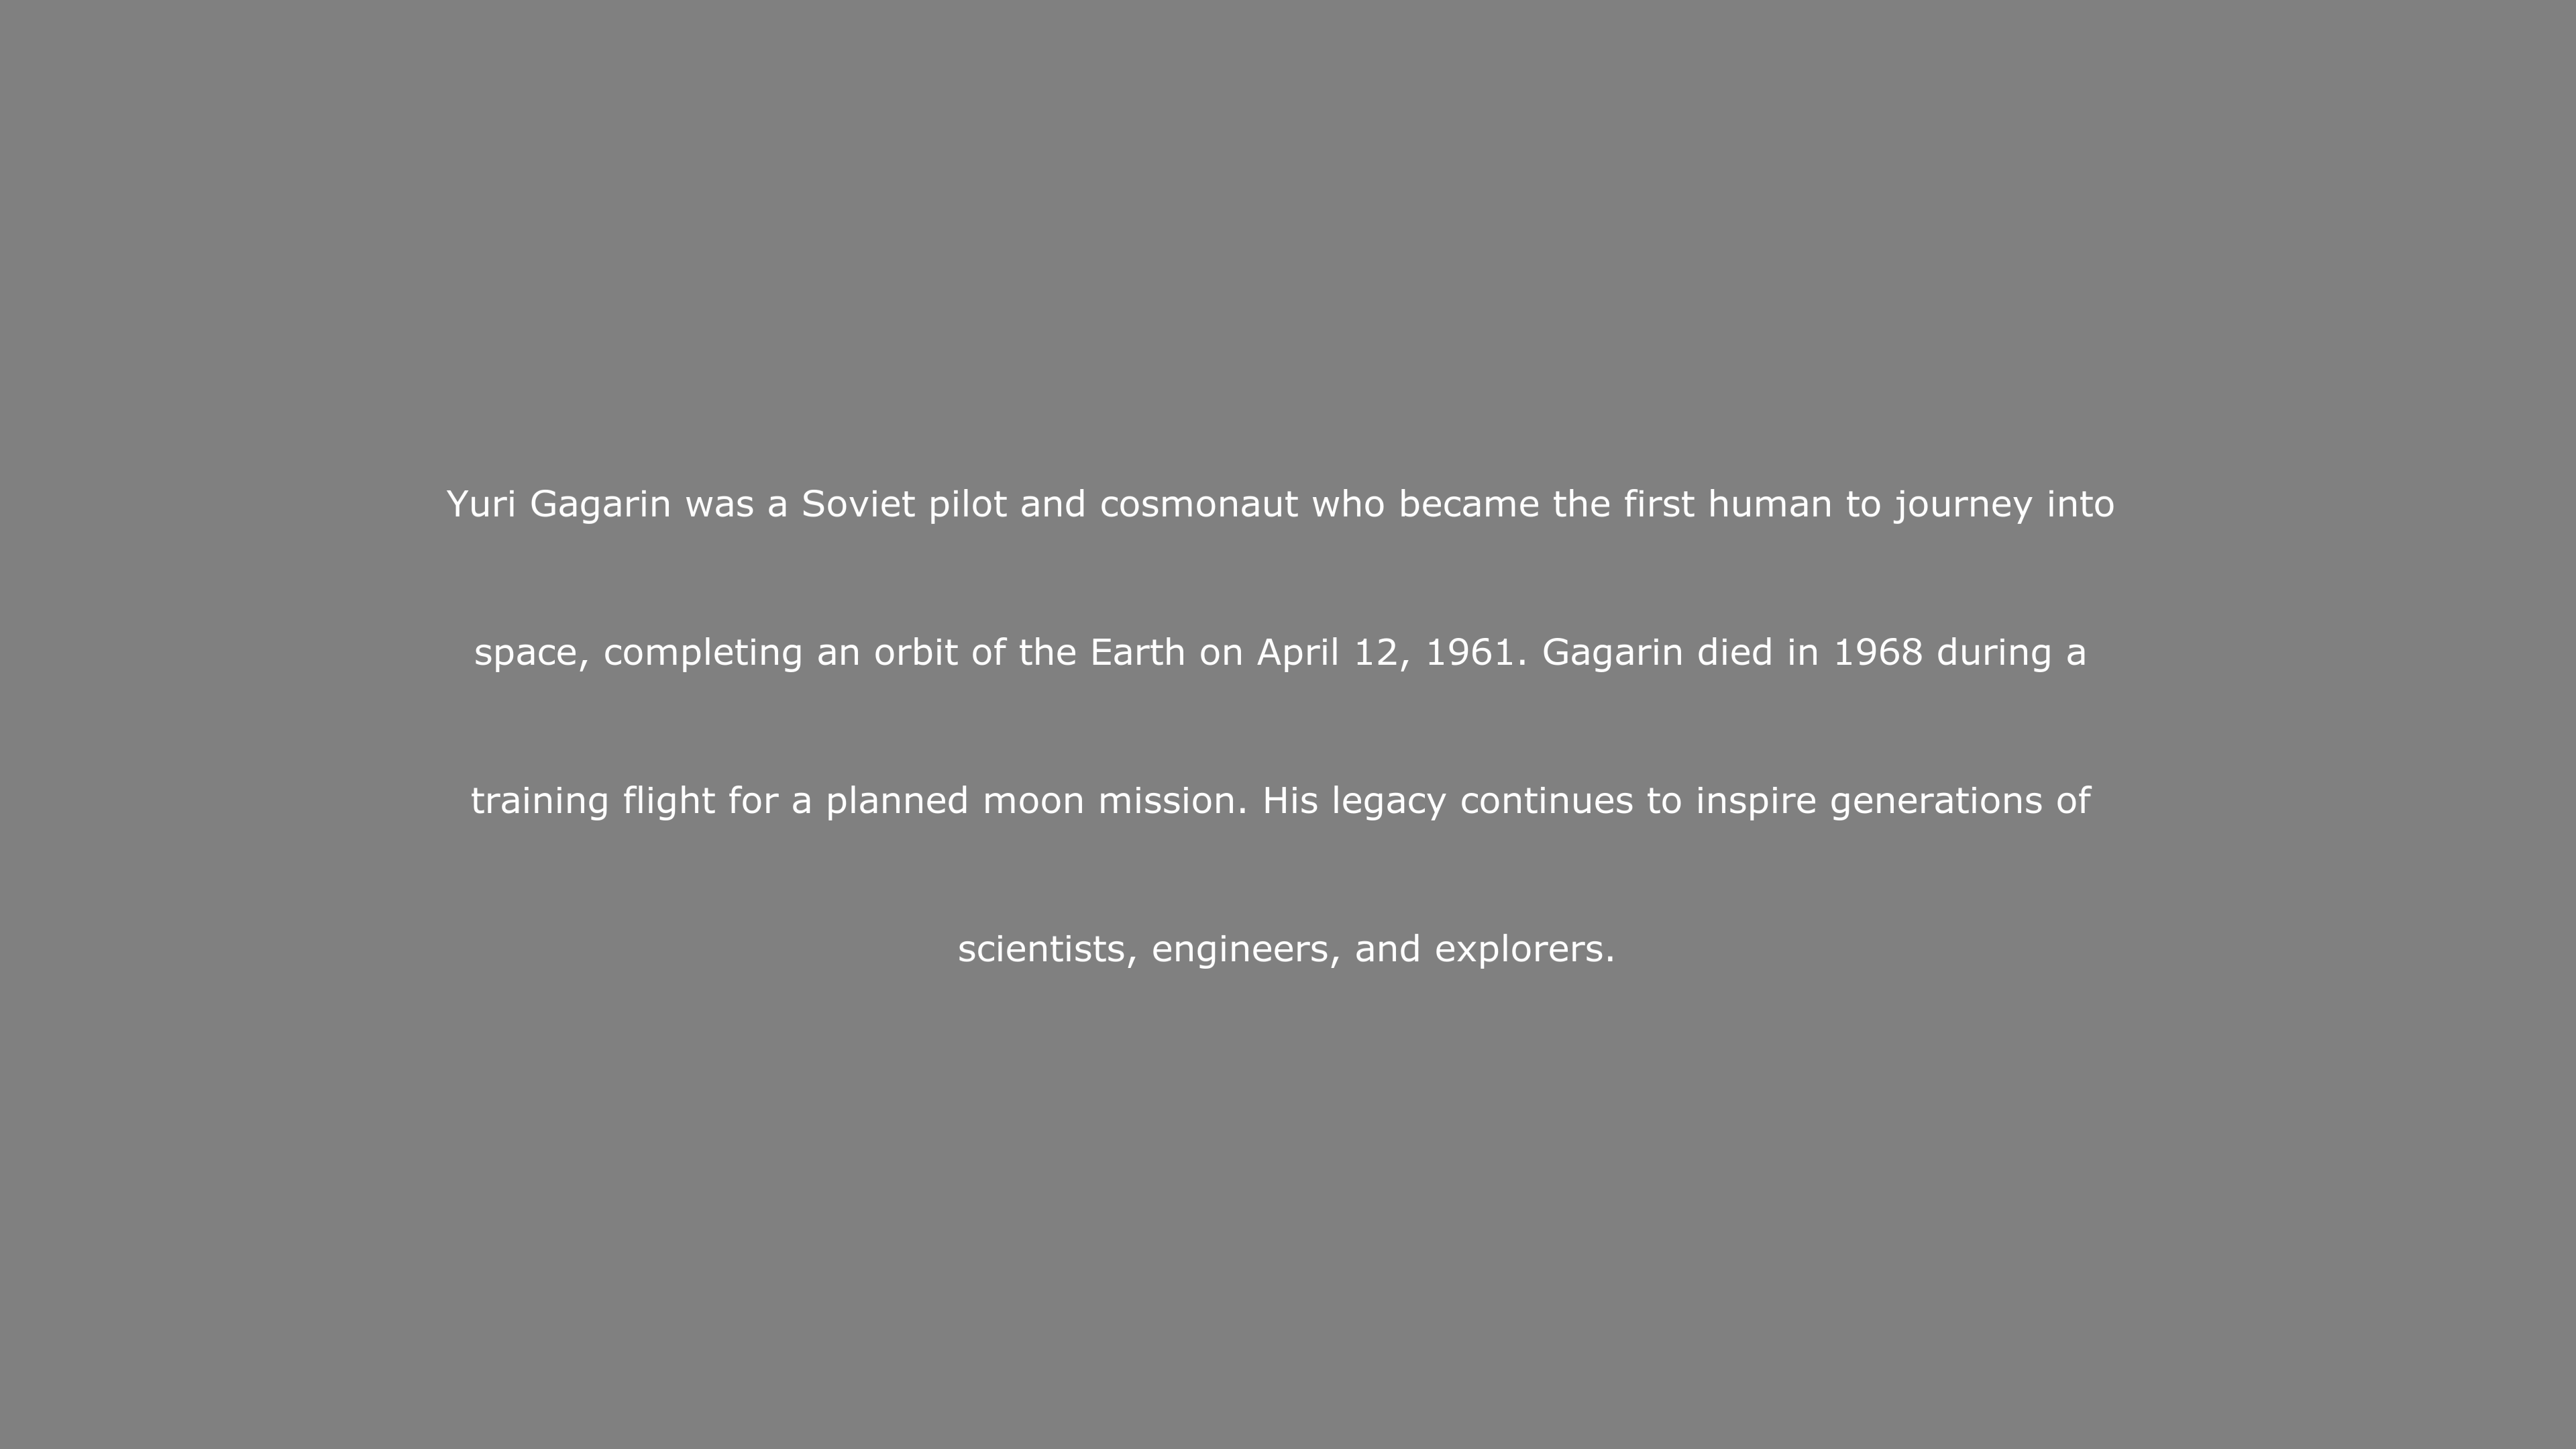 Yuri Gagarin was a Soviet pilot and cosmonaut who became the first human to journey into
space, completing an orbit of the Earth on April 12, 1961. Gagarin died in 1968 during a
training flight for a planned moon mission. His legacy continues to inspire generations of
scientists, engineers, and explorers.